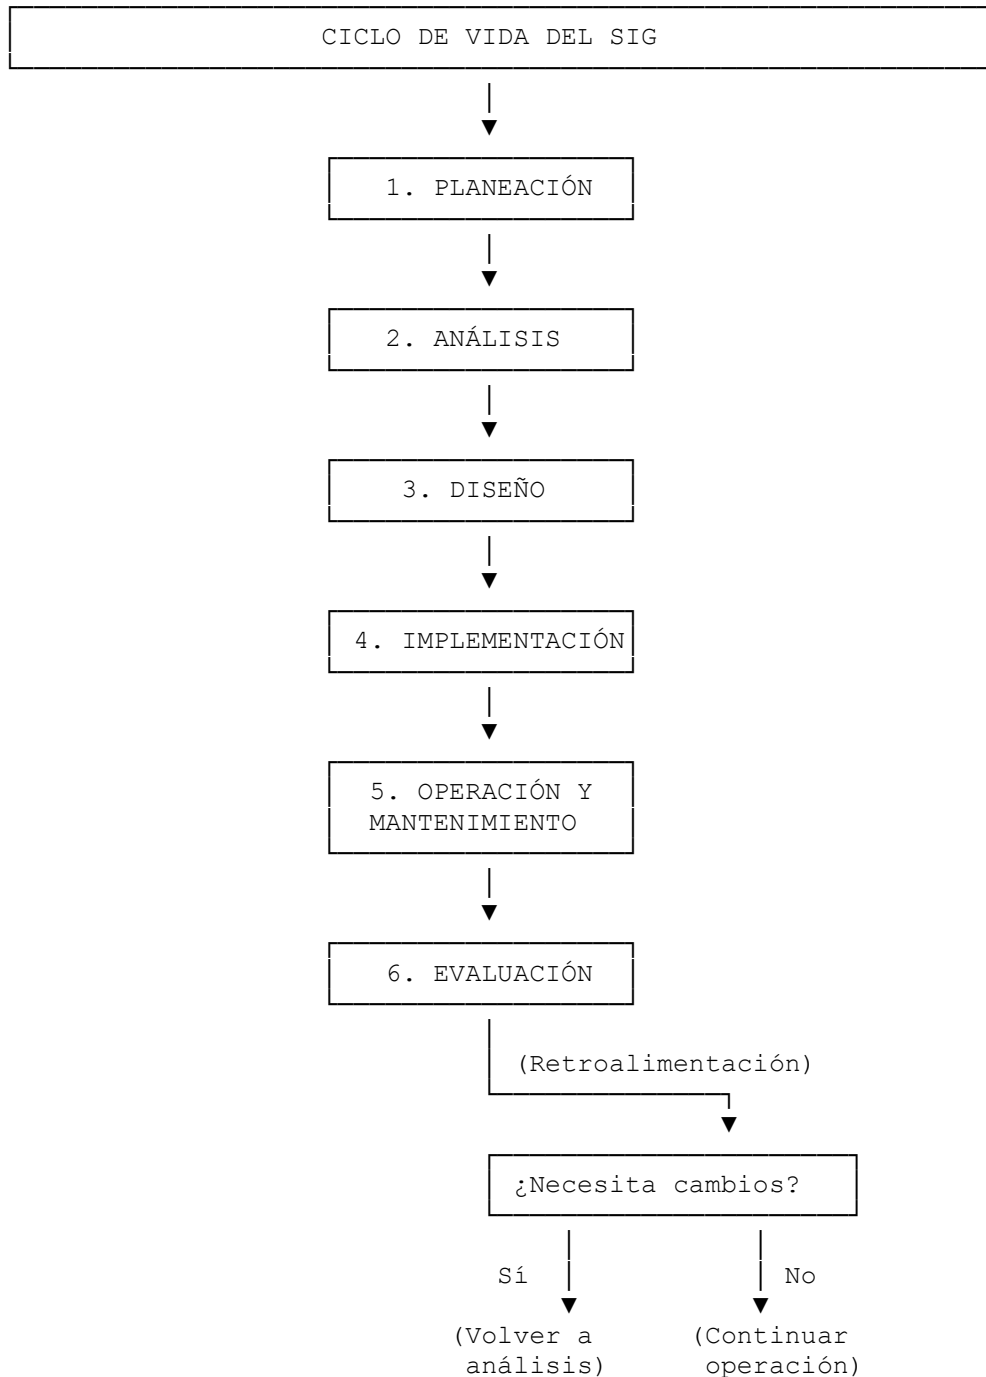 CICLO DE VIDA DEL SIG
1. PLANEACIÓN
2. ANÁLISIS
3. DISEÑO
4. IMPLEMENTACIÓN
5. OPERACIÓN Y
MANTENIMIENTO
6. EVALUACIÓN
(Retroalimentación)
¿Necesita cambios?
Sí
No
(Volver a
análisis)
(Continuar
operación)